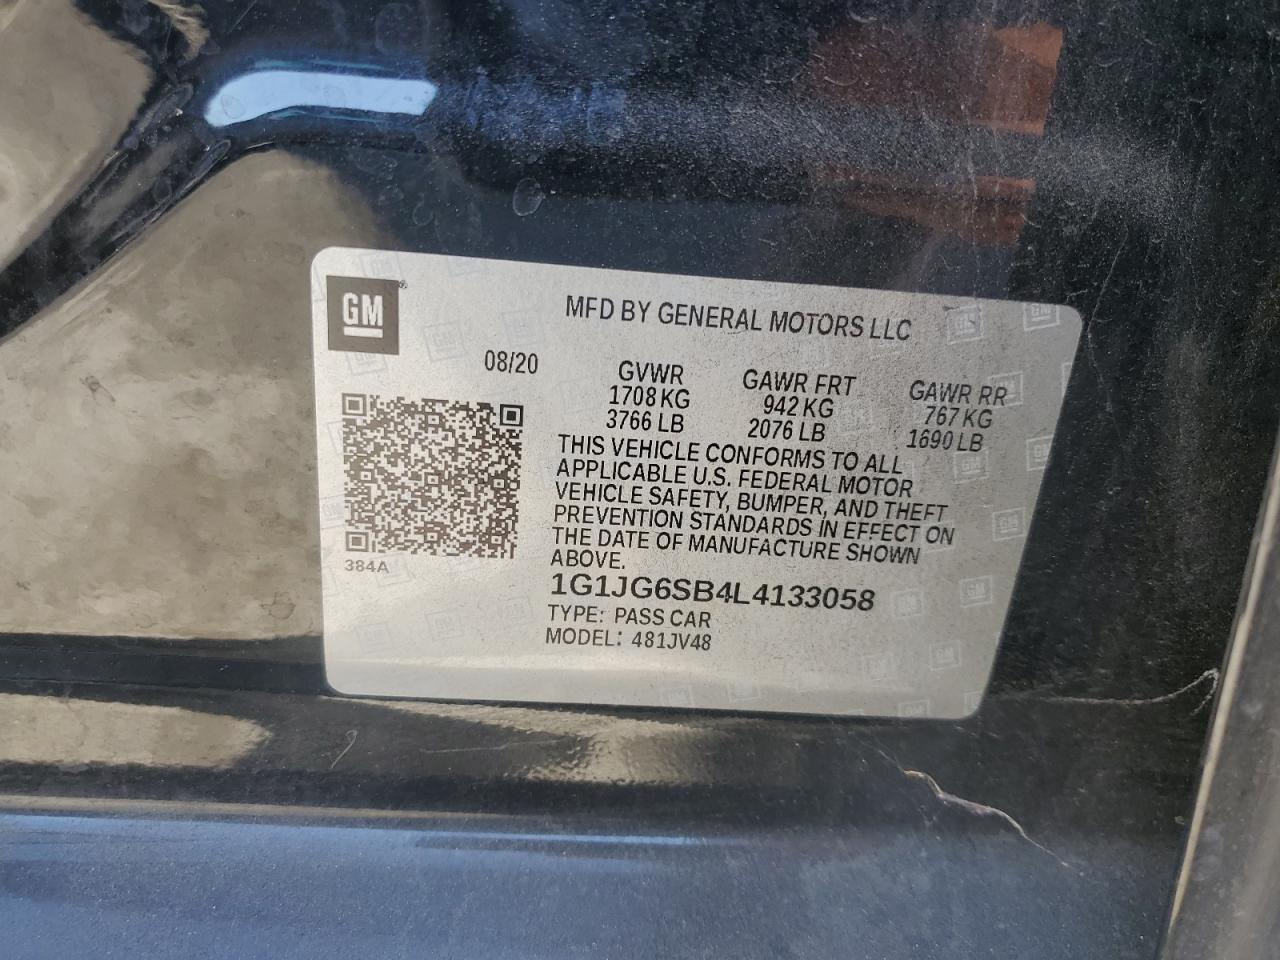 GM®
MFD BY GENERAL MOTORS LLC
08/20
GVWR GAWR FRT GAWR RR
1708 KG 942 KG 767 KG
3766 LB 2076 LB 1690 LB
THIS VEHICLE CONFORMS TO ALL
APPLICABLE U.S. FEDERAL MOTOR
VEHICLE SAFETY, BUMPER, AND THEFT
PREVENTION STANDARDS IN EFFECT ON
THE DATE OF MANUFACTURE SHOWN
ABOVE.
384A
1G1JG6SB4L4133058
TYPE: PASS CAR
MODEL: 481JV48